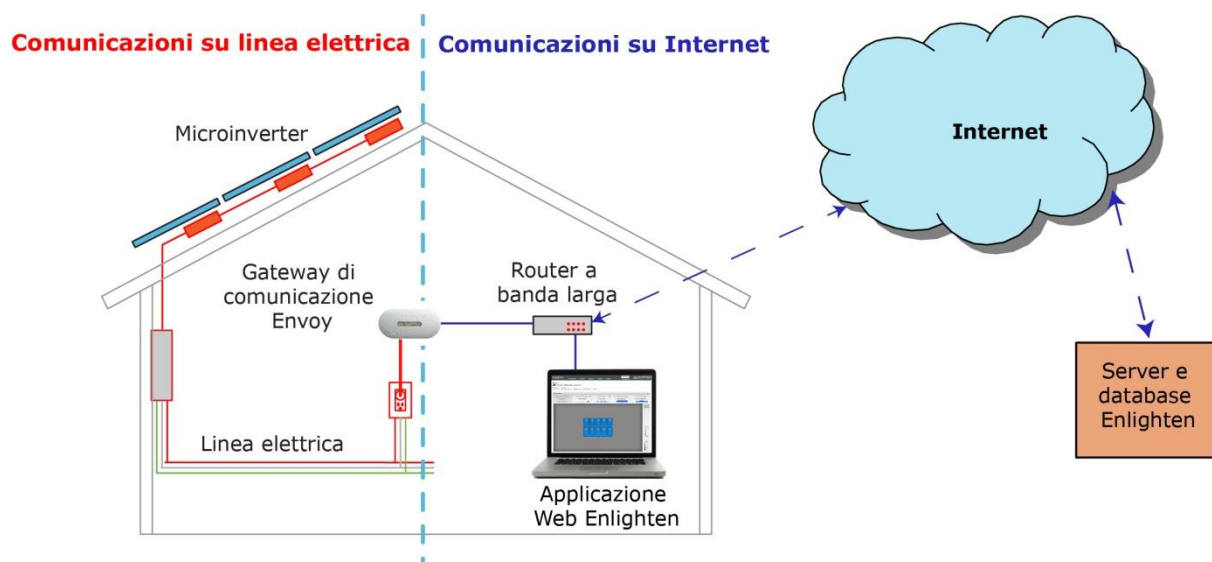 Comunicazioni su linea elettrica
Comunicazioni su Internet
Microinverter
Internet
Gateway di
comunicazione
Envoy
Router a
banda larga
Server e
database
Enlighten
Linea elettrica
Applicazione
Web Enlighten